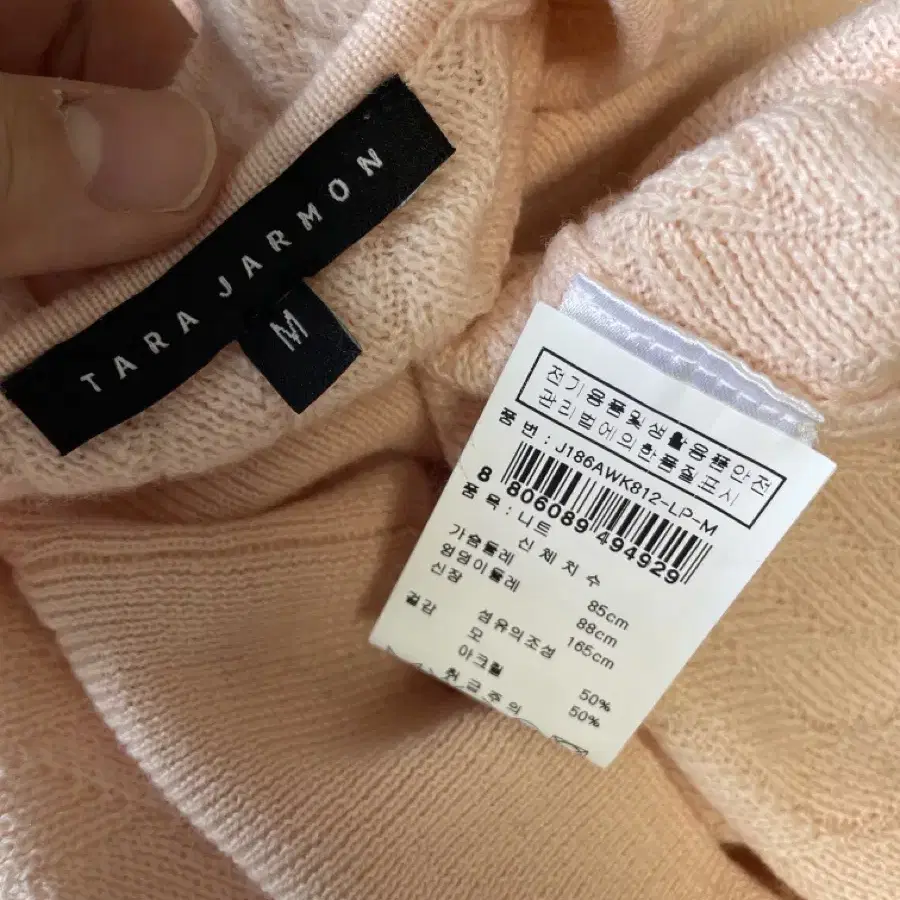 TARA JARMON
M
전기용품및생활용품안전
관리법에의한품질표시
품 번 : J186AWK812-LP-M
8 806089 494929
품 목 : 니트
신 체 치 수
가슴둘레 85cm
엉덩이둘레 88cm
신장 165cm
섬유의조성
겉감 모 50%
아크릴 50%
취급주의